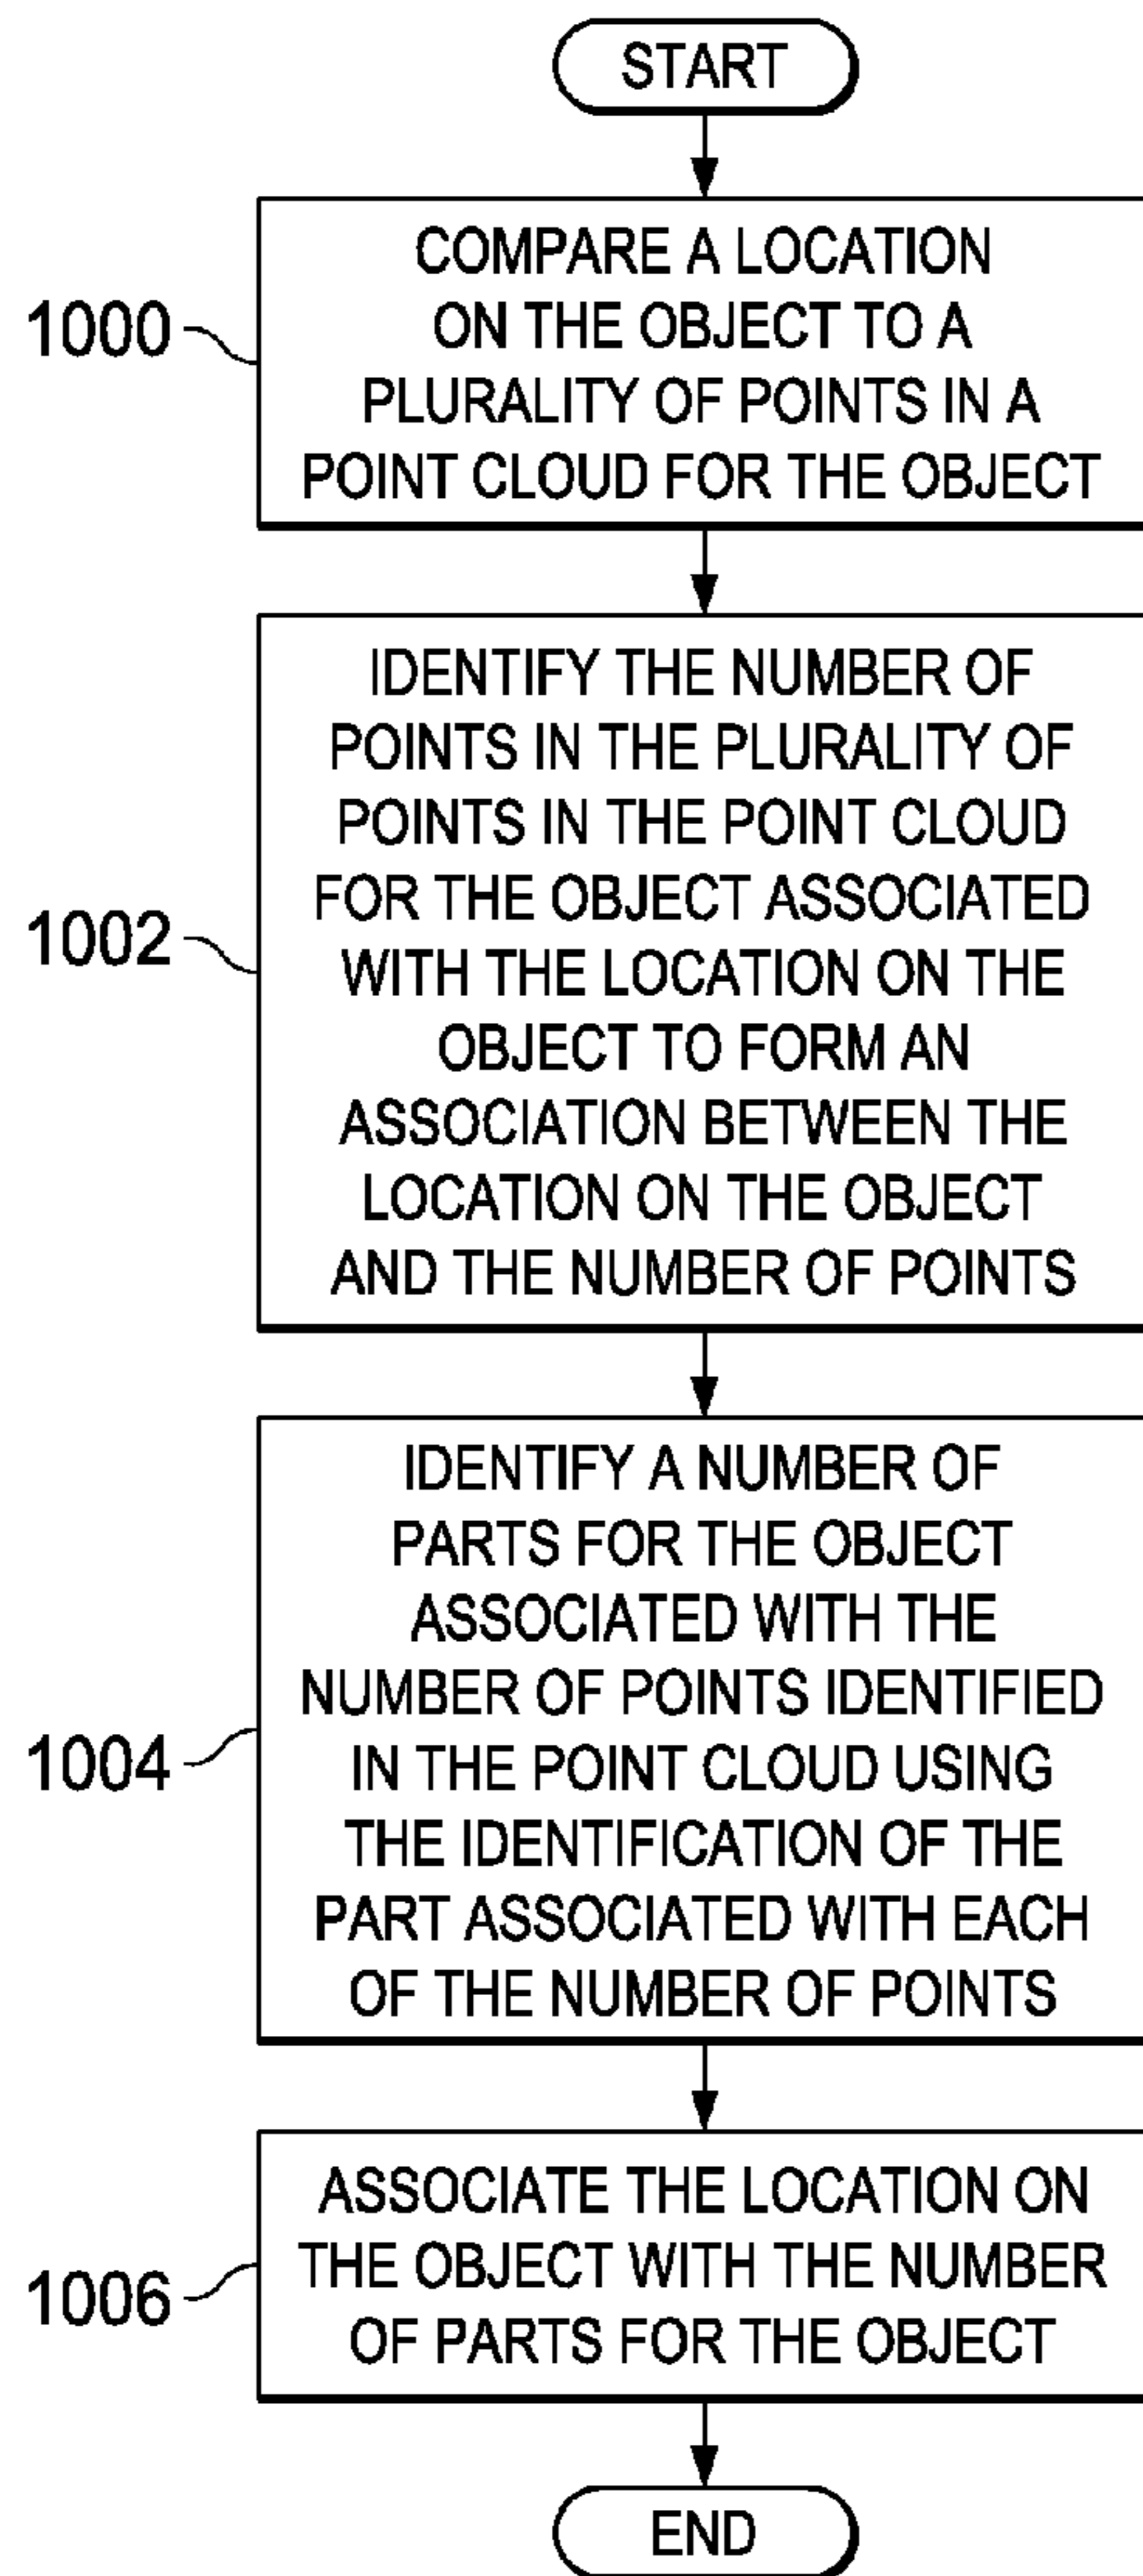 START
1000
COMPARE A LOCATION
ON THE OBJECT TO A
PLURALITY OF POINTS IN A
POINT CLOUD FOR THE OBJECT
1002
IDENTIFY THE NUMBER OF
POINTS IN THE PLURALITY OF
POINTS IN THE POINT CLOUD
FOR THE OBJECT ASSOCIATED
WITH THE LOCATION ON THE
OBJECT TO FORM AN
ASSOCIATION BETWEEN THE
LOCATION ON THE OBJECT
AND THE NUMBER OF POINTS
1004
IDENTIFY A NUMBER OF
PARTS FOR THE OBJECT
ASSOCIATED WITH THE
NUMBER OF POINTS IDENTIFIED
IN THE POINT CLOUD USING
THE IDENTIFICATION OF THE
PART ASSOCIATED WITH EACH
OF THE NUMBER OF POINTS
1006
ASSOCIATE THE LOCATION ON
THE OBJECT WITH THE NUMBER
OF PARTS FOR THE OBJECT
END